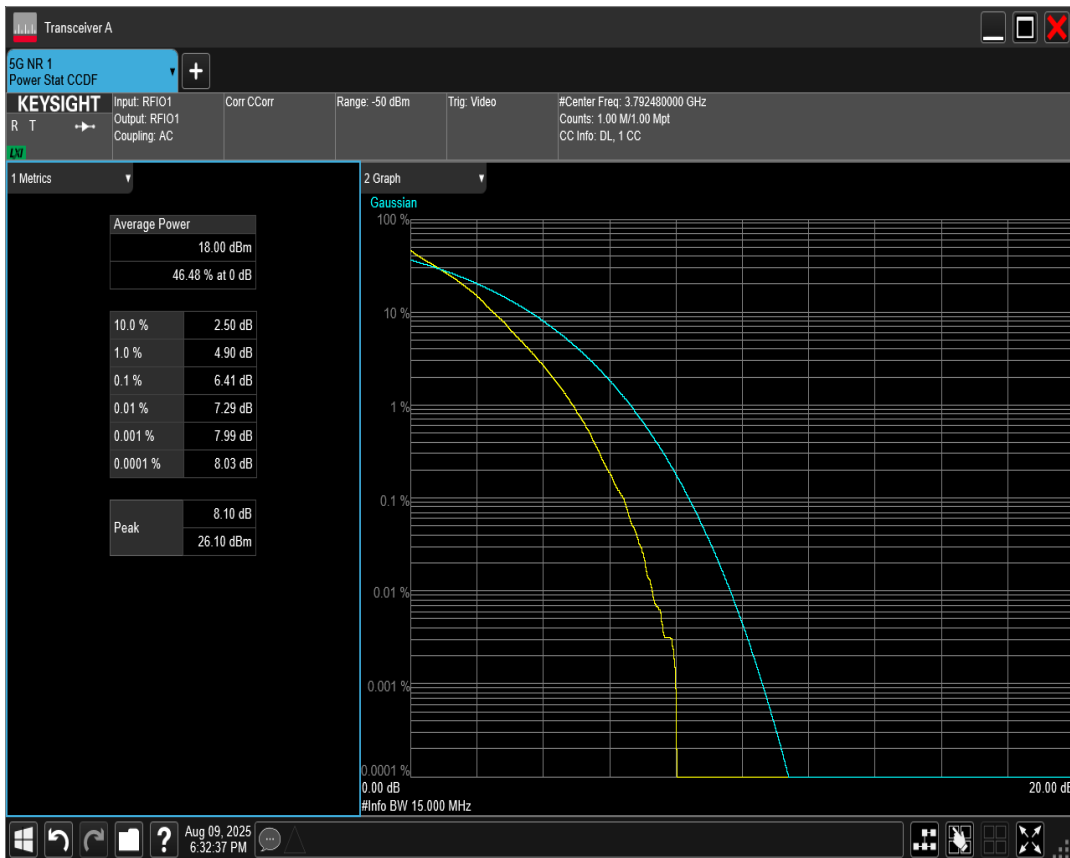 Transceiver A
5G NR 1
Power Stat CCDF
KEYSIGHT
R T
LXI
Input: RFIO1
Output: RFIO1
Coupling: AC
Corr CCorr
Range: -50 dBm
Trig: Video
#Center Freq: 3.792480000 GHz
Counts: 1.00 M/1.00 Mpt
CC Info: DL, 1 CC
1 Metrics
Average Power
18.00 dBm
46.48 % at 0 dB
10.0 % 2.50 dB
1.0 % 4.90 dB
0.1 % 6.41 dB
0.01 % 7.29 dB
0.001 % 7.99 dB
0.0001 % 8.03 dB
Peak
8.10 dB
26.10 dBm
2 Graph
Gaussian
100 %
10 %
1 %
0.1 %
0.01 %
0.001 %
0.0001 %
0.00 dB 20.00 dB
#Info BW 15.000 MHz
?
Aug 09, 2025
6:32:37 PM